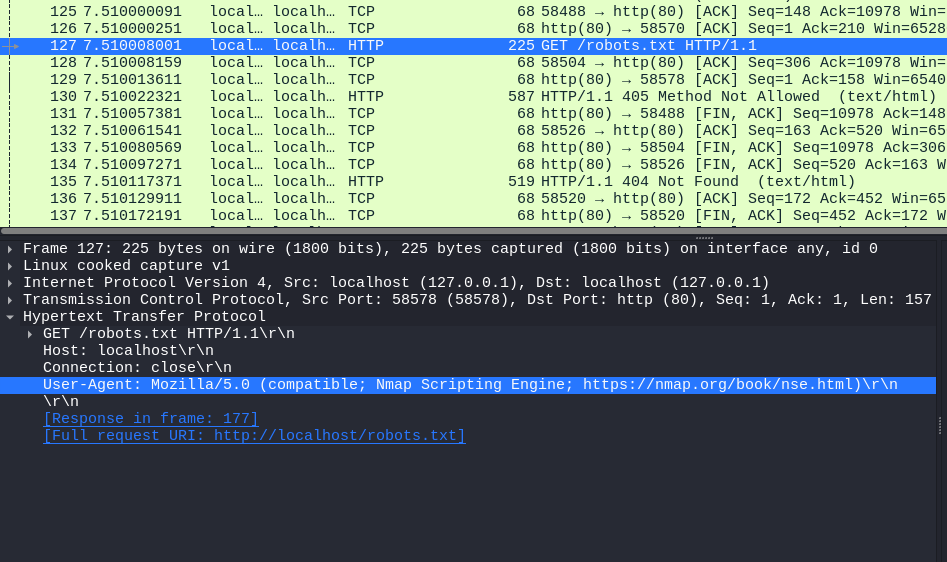 125 7.510000091 local… localh… TCP 68 58488 → http(80) [ACK] Seq=148 Ack=10978 Win=
126 7.510000251 local… localh… TCP 68 http(80) → 58570 [ACK] Seq=1 Ack=210 Win=6528
127 7.510008001 local… localh… HTTP 225 GET /robots.txt HTTP/1.1
128 7.510008159 local… localh… TCP 68 58504 → http(80) [ACK] Seq=306 Ack=10978 Win=
129 7.510013611 local… localh… TCP 68 http(80) → 58578 [ACK] Seq=1 Ack=158 Win=6540
130 7.510022321 local… localh… HTTP 587 HTTP/1.1 405 Method Not Allowed (text/html)
131 7.510057381 local… localh… TCP 68 http(80) → 58488 [FIN, ACK] Seq=10978 Ack=148
132 7.510061541 local… localh… TCP 68 58526 → http(80) [ACK] Seq=163 Ack=520 Win=65
133 7.510080569 local… localh… TCP 68 http(80) → 58504 [FIN, ACK] Seq=10978 Ack=306
134 7.510097271 local… localh… TCP 68 http(80) → 58526 [FIN, ACK] Seq=520 Ack=163 W
135 7.510117371 local… localh… HTTP 519 HTTP/1.1 404 Not Found (text/html)
136 7.510129911 local… localh… TCP 68 58520 → http(80) [ACK] Seq=172 Ack=452 Win=65
137 7.510172191 local… localh… TCP 68 http(80) → 58520 [FIN, ACK] Seq=452 Ack=172 W
Frame 127: 225 bytes on wire (1800 bits), 225 bytes captured (1800 bits) on interface any, id 0
Linux cooked capture v1
Internet Protocol Version 4, Src: localhost (127.0.0.1), Dst: localhost (127.0.0.1)
Transmission Control Protocol, Src Port: 58578 (58578), Dst Port: http (80), Seq: 1, Ack: 1, Len: 157
Hypertext Transfer Protocol
GET /robots.txt HTTP/1.1\r\n
Host: localhost\r\n
Connection: close\r\n
User-Agent: Mozilla/5.0 (compatible; Nmap Scripting Engine; https://nmap.org/book/nse.html)\r\n
\r\n
[Response in frame: 177]
[Full request URI: http://localhost/robots.txt]